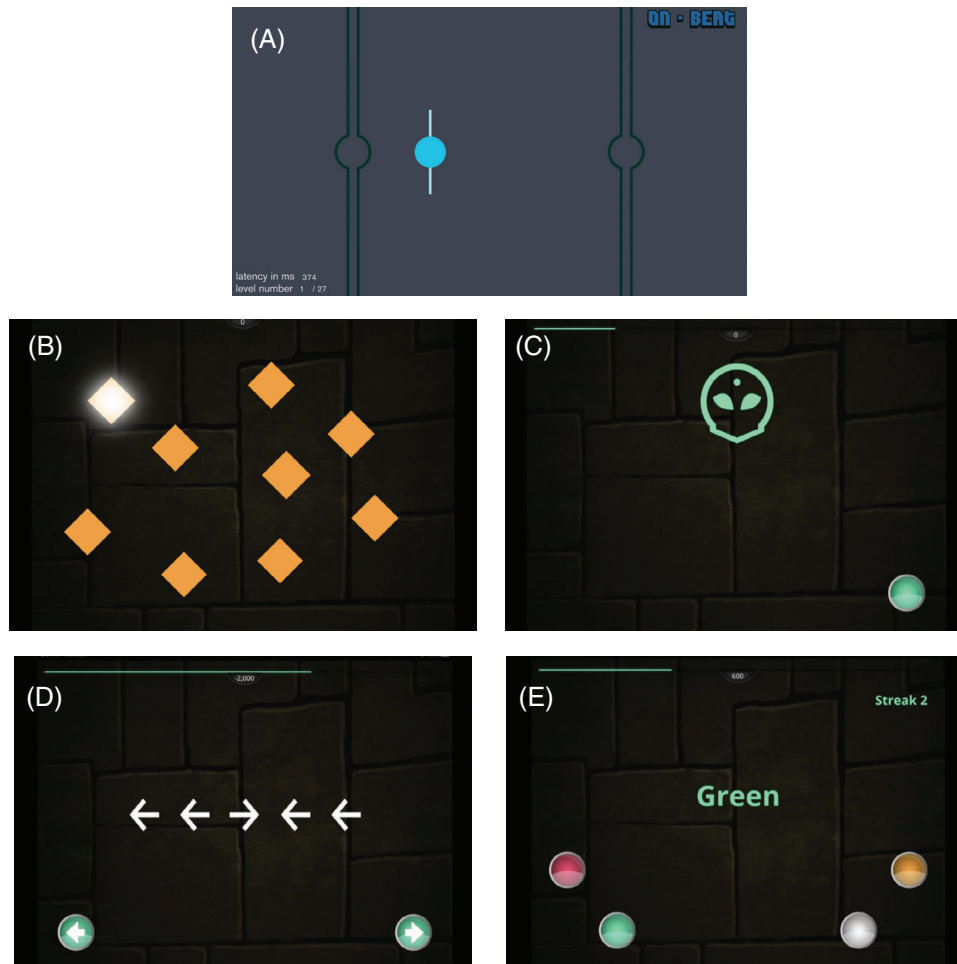 (A)
ON - BEAT
latency in ms 374
level number 1 / 27
(B)
0
(C)
0
(D)
-2,000
(E)
600
Streak 2
Green